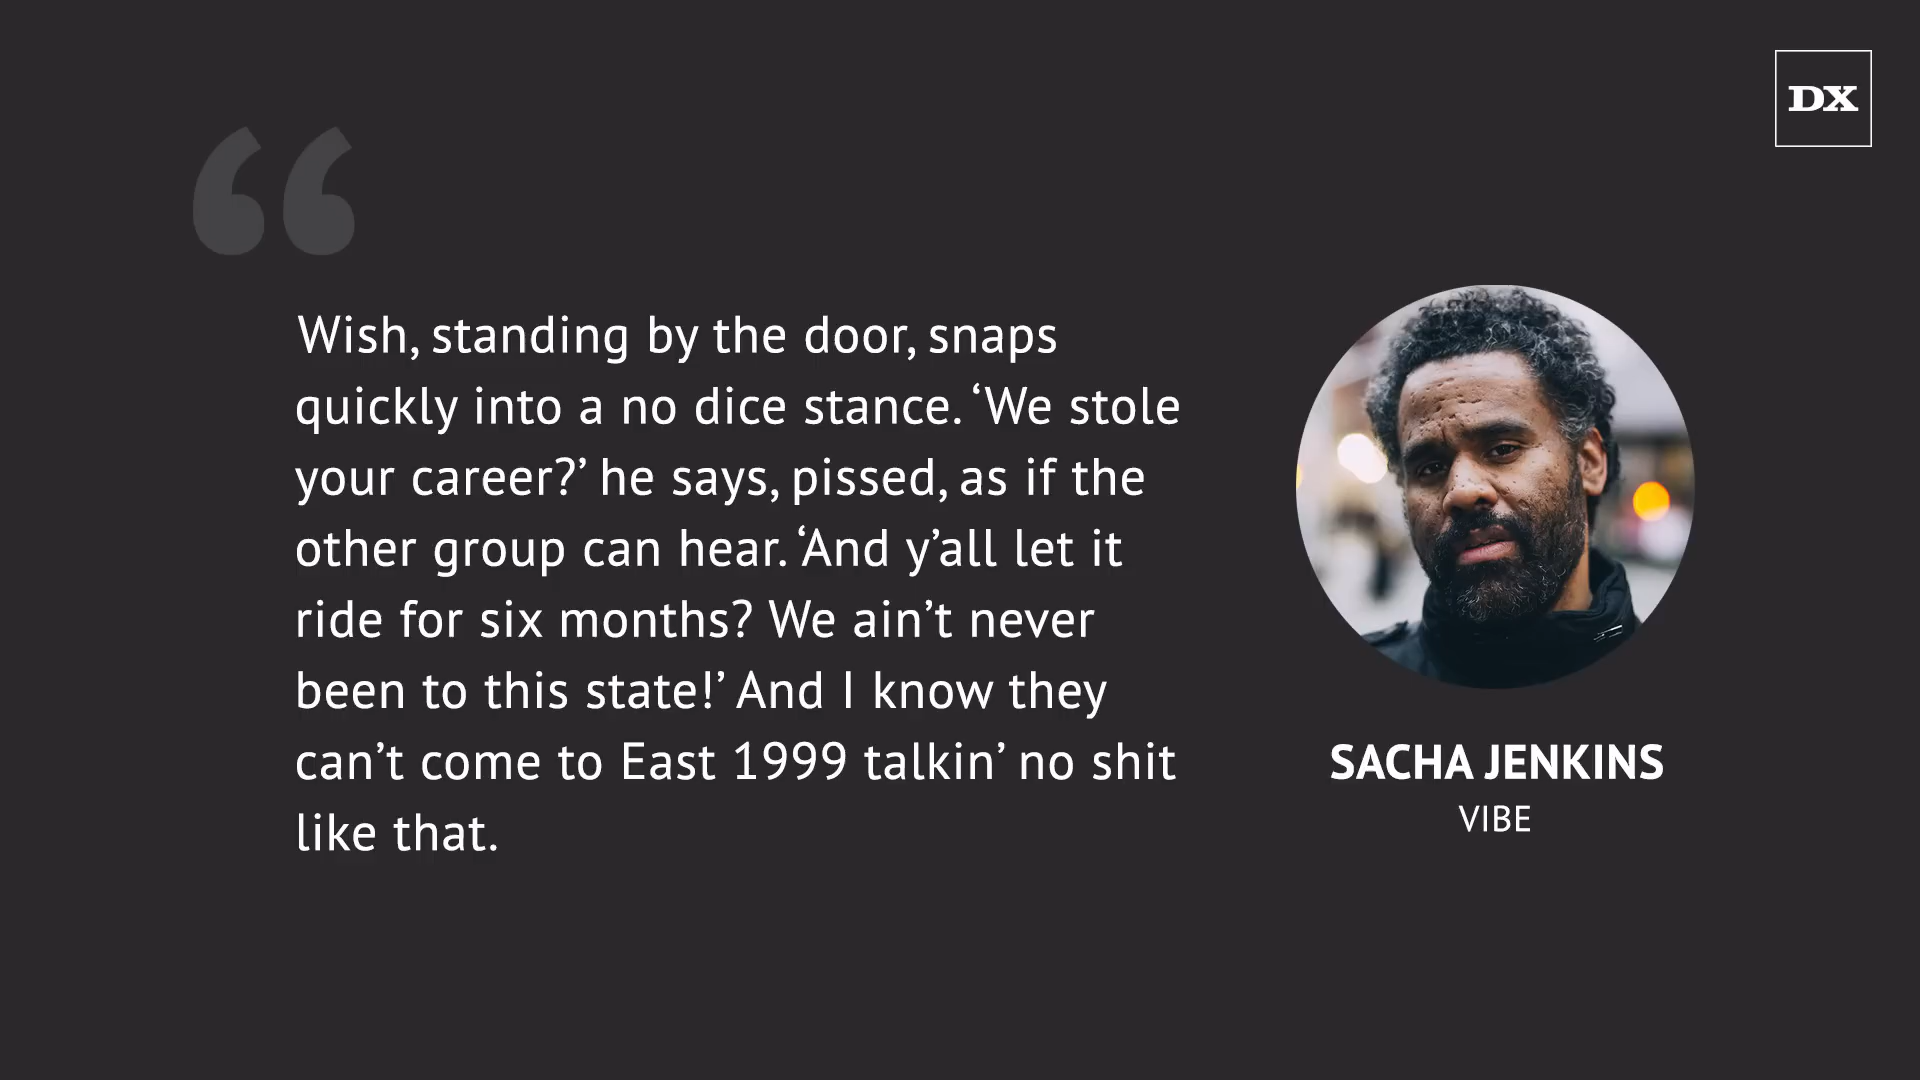 DX
“
Wish, standing by the door, snaps
quickly into a no dice stance. ‘We stole
your career?’ he says, pissed, as if the
other group can hear. ‘And y’all let it
ride for six months? We ain’t never
been to this state!’ And I know they
can’t come to East 1999 talkin’ no shit
like that.
SACHA JENKINS
VIBE